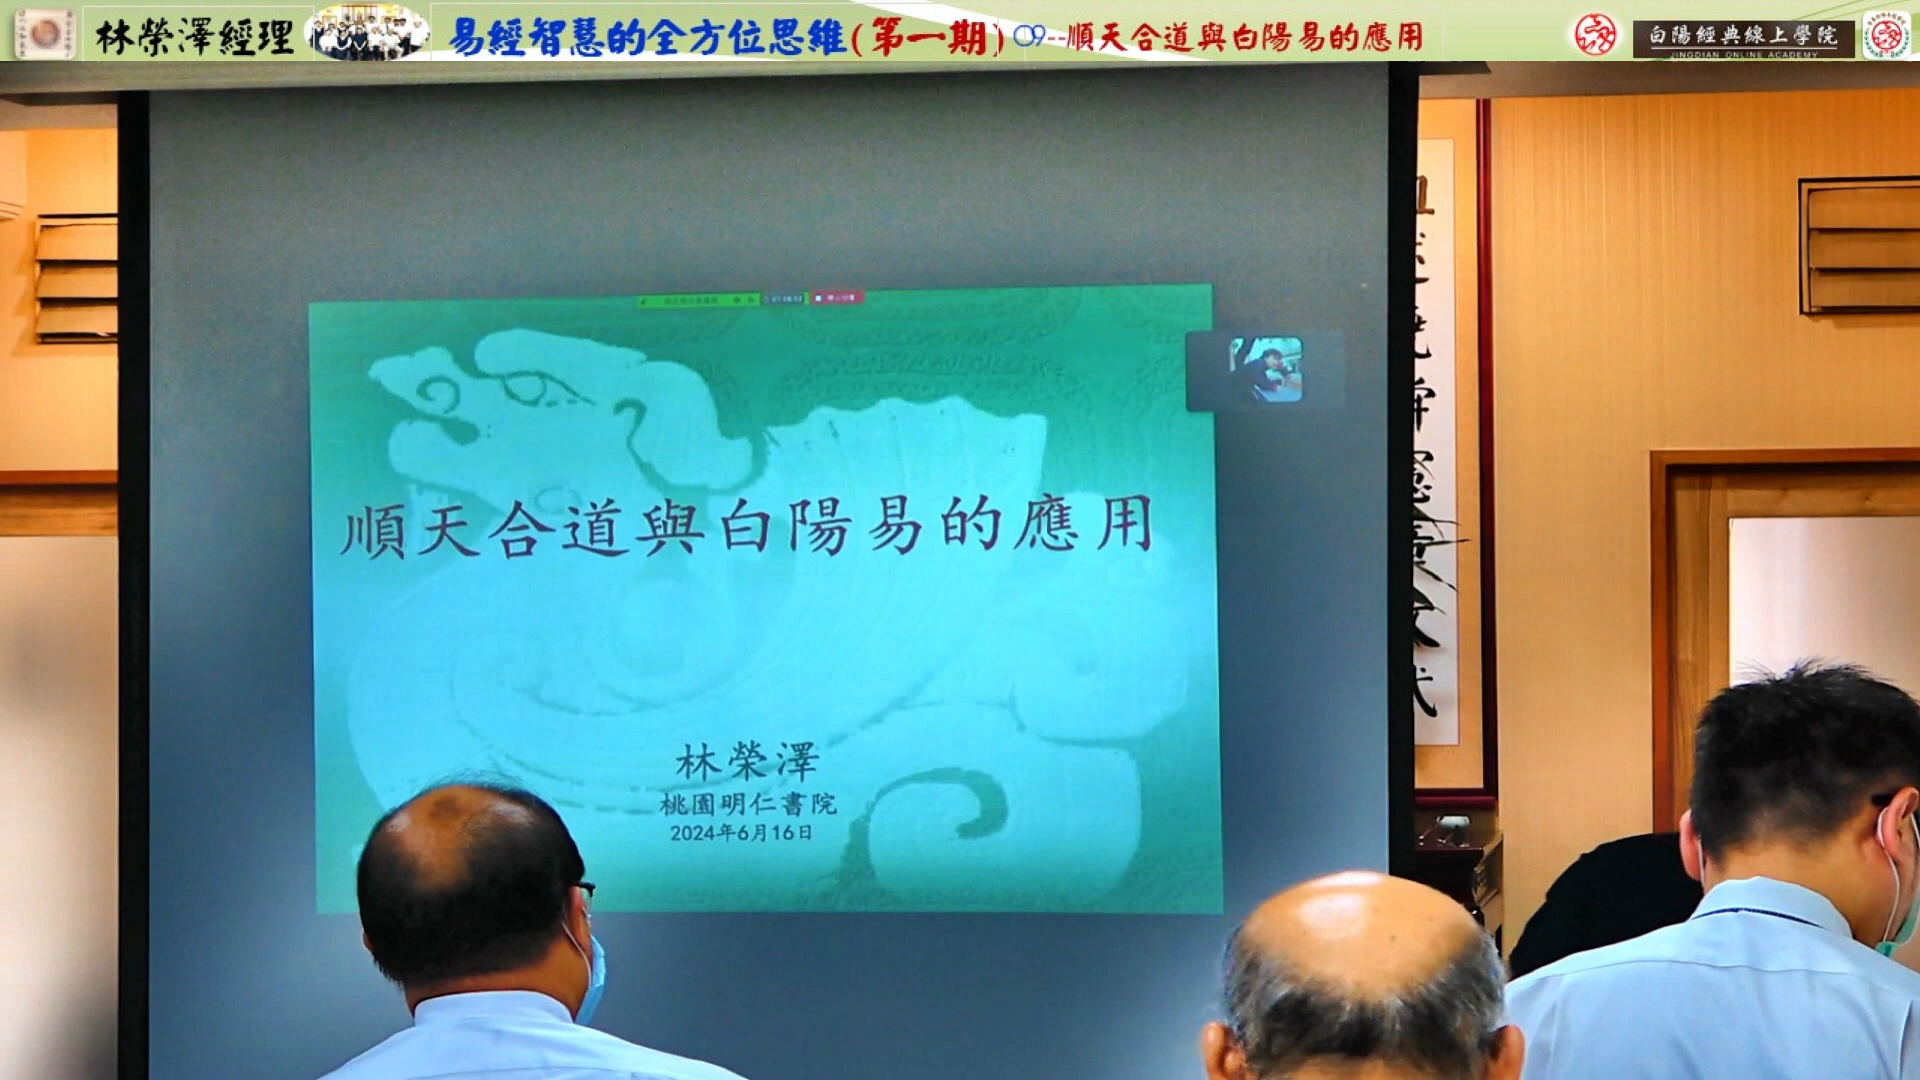 林榮澤經理
易經智慧的全方位思維(第一期)09--順天合道與白陽易的應用
白陽經典線上學院
JINGDIAN ONLINE ACADEMY
順天合道與白陽易的應用
林榮澤
桃園明仁書院
2024年6月16日